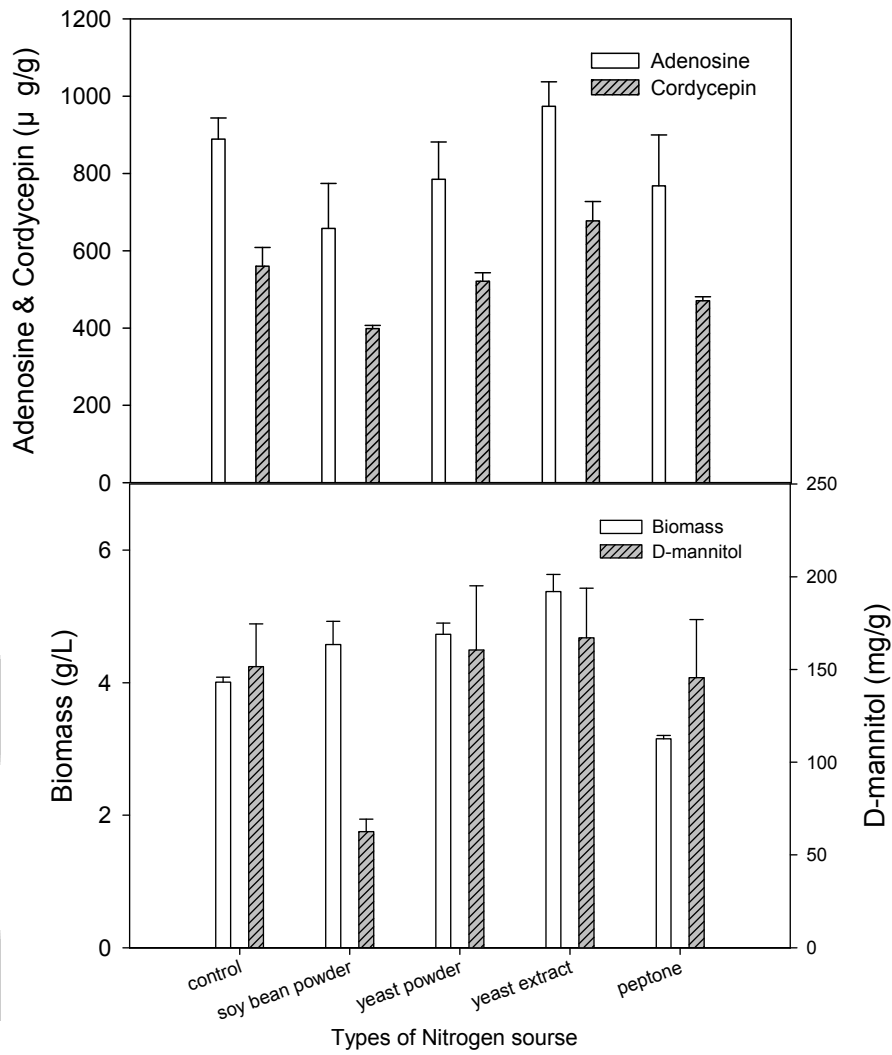 Adenosine & Cordycepin (μ g/g)
1200
1000
800
600
400
200
0
Adenosine
Cordycepin
Biomass (g/L)
6
4
2
0
Biomass
D-mannitol
250
200
150
100
50
0
D-mannitol (mg/g)
control
soy bean powder
yeast powder
yeast extract
peptone
Types of Nitrogen sourse